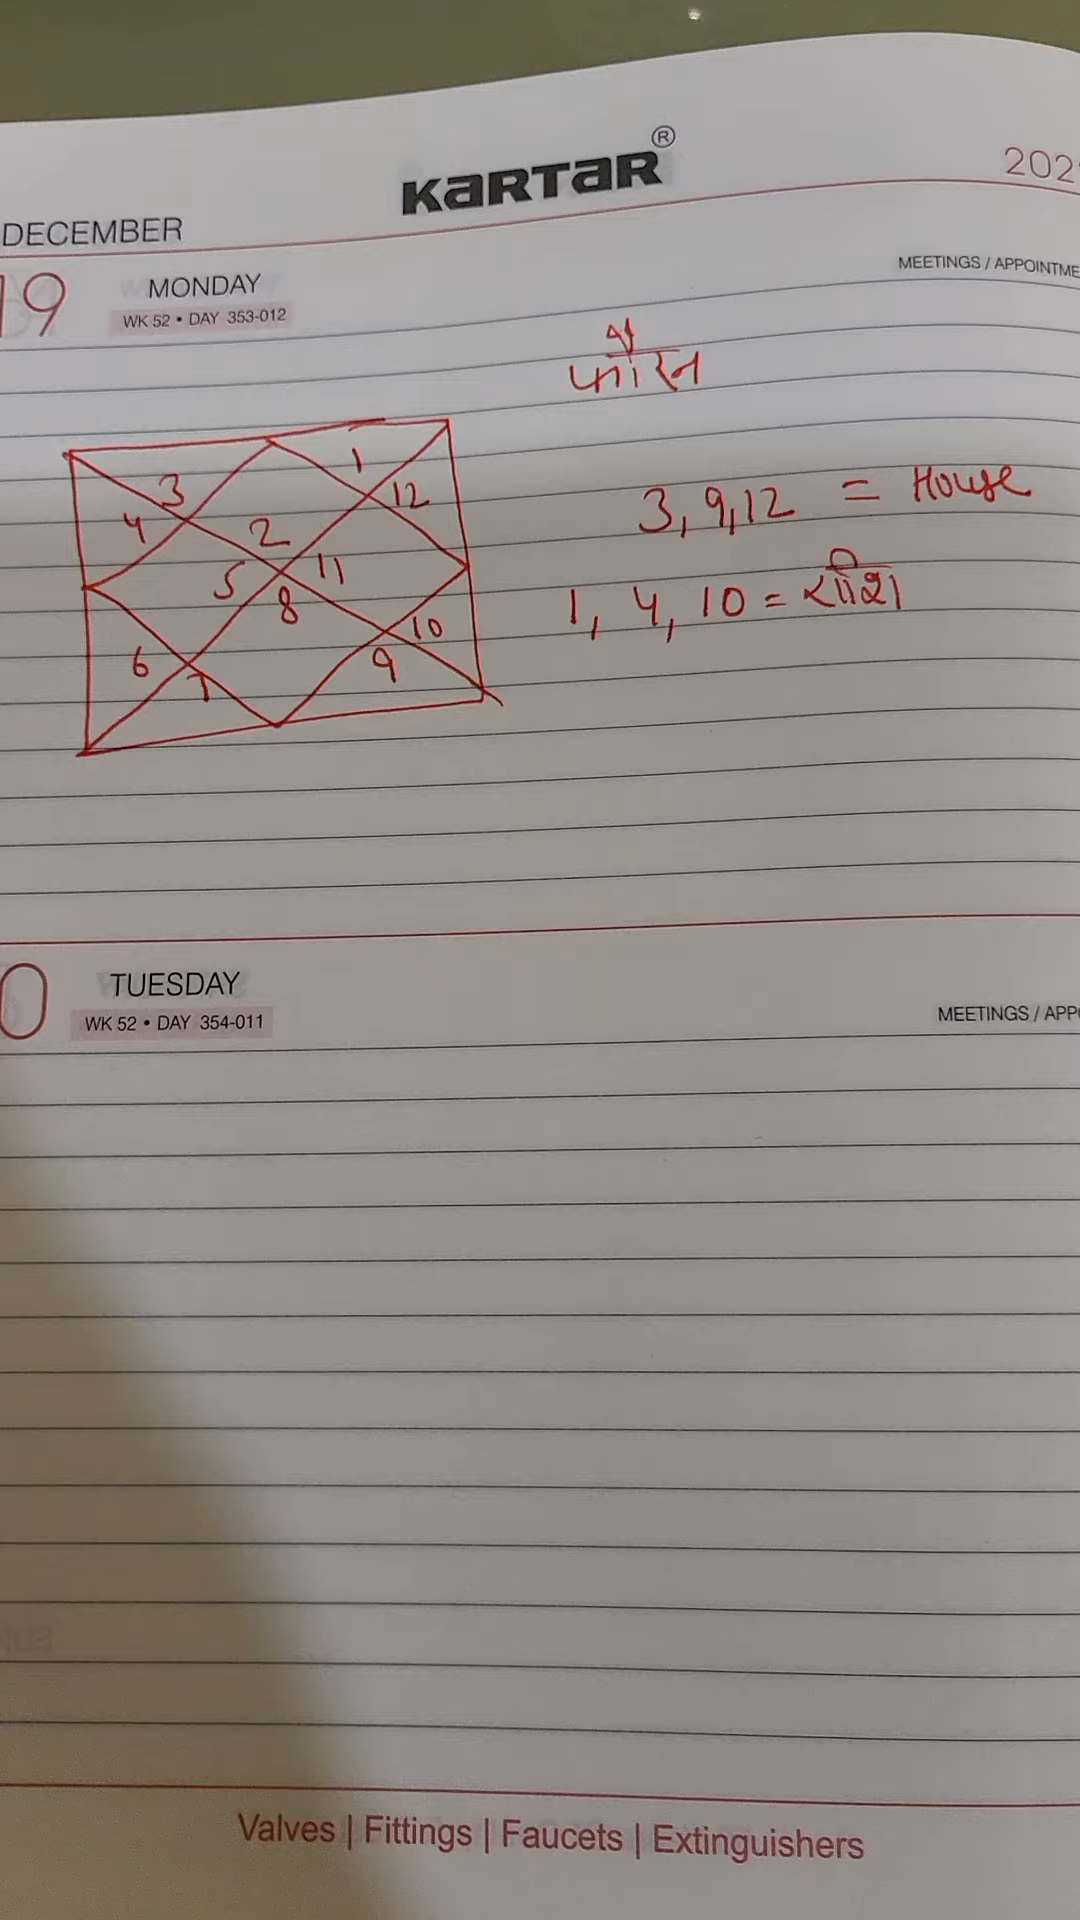 KARTAR®
202
DECEMBER
19 MONDAY
MEETINGS / APPOINTME
WK 52 • DAY 353-012
3 1
4 2 12
5 11
8
6 10
7 9
3, 9, 12 = House
1, 4, 10 = राशि
0 TUESDAY
WK 52 • DAY 354-011
MEETINGS / APP
Valves | Fittings | Faucets | Extinguishers